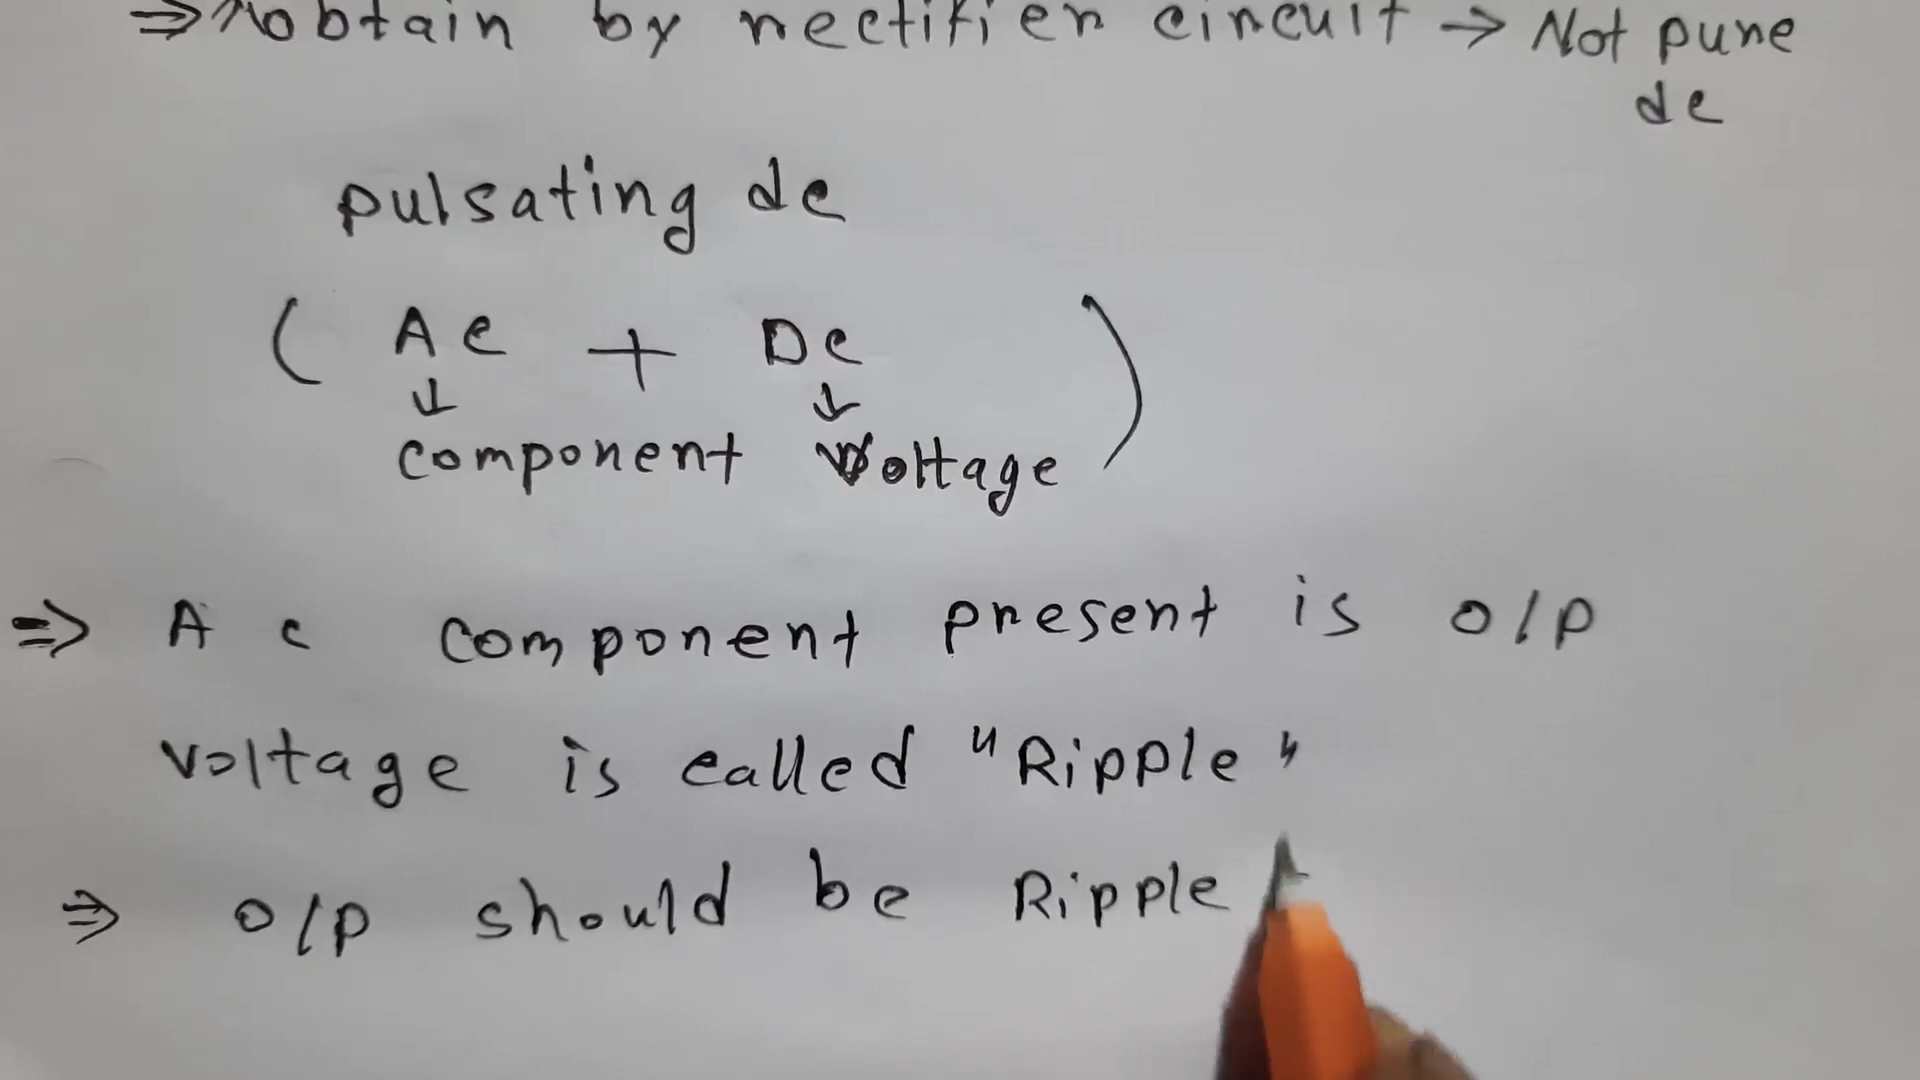 ⇒ obtain by rectifier circuit → Not pure
dc
pulsating dc
( Ac + Dc )
↓ ↓
component voltage
⇒ Ac component present is o/p
voltage is called "Ripple"
⇒ o/p should be Ripple